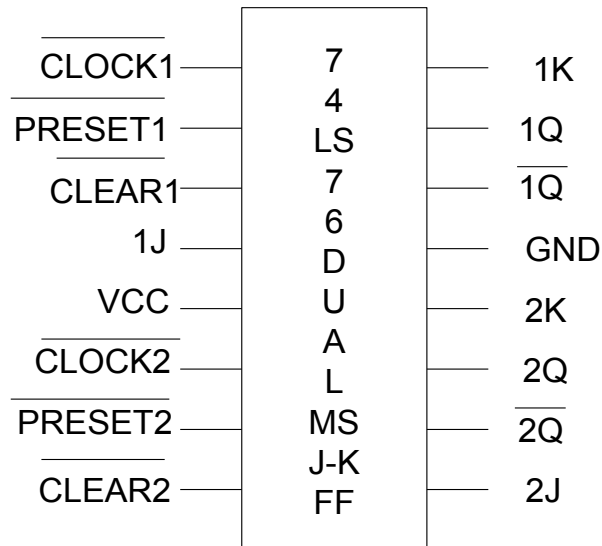 CLOCK1
PRESET1
CLEAR1
1J
VCC
CLOCK2
PRESET2
CLEAR2
7
4
LS
7
6
D
U
A
L
MS
J-K
FF
1K
1Q
1Q
GND
2K
2Q
2Q
2J